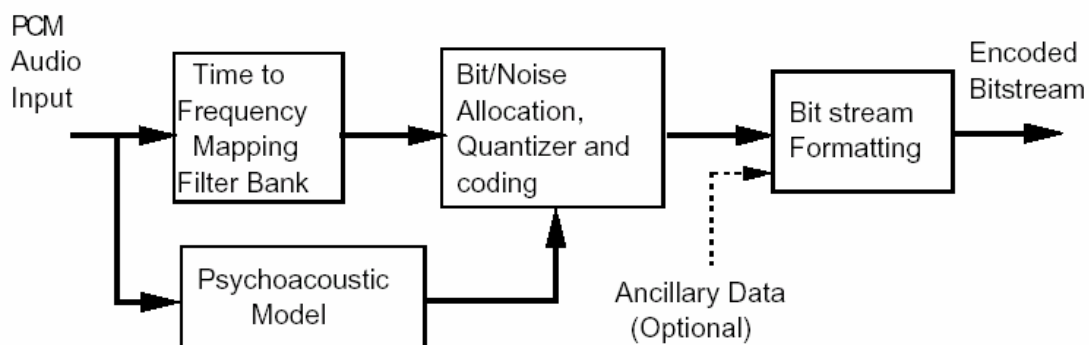 PCM
Audio
Input
Time to
Frequency
Mapping
Filter Bank
Bit/Noise
Allocation,
Quantizer and
coding
Bit stream
Formatting
Encoded
Bitstream
Psychoacoustic
Model
Ancillary Data
(Optional)